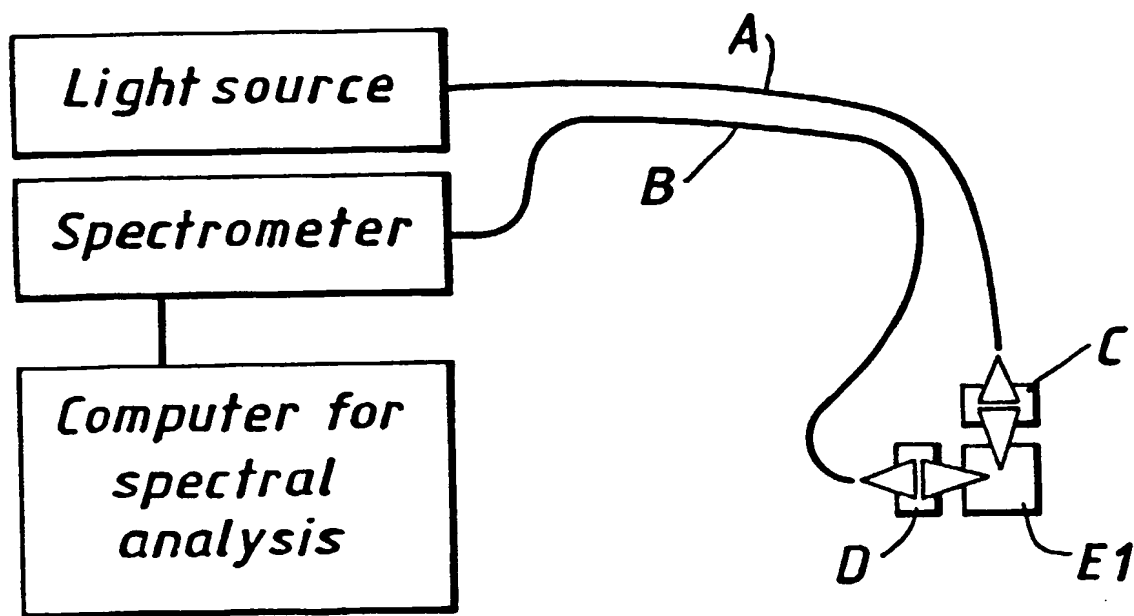 Light source
A
Spectrometer
B
Computer for
spectral
analysis
C
D
E1